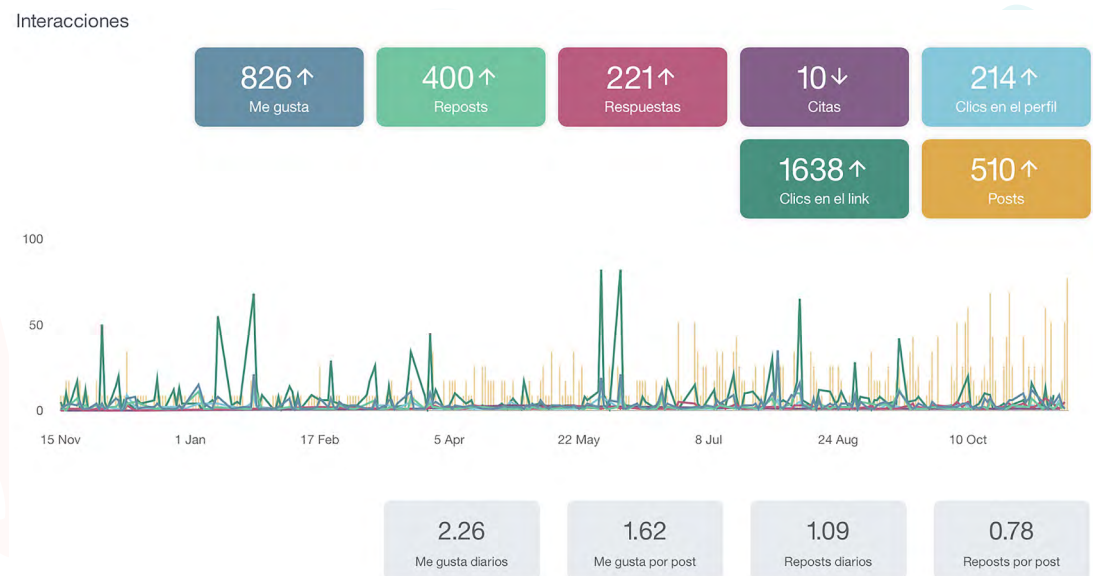 Interacciones
826↑ 400↑ 221↑ 10↓ 214↑
Me gusta Reposts Respuestas Citas Clics en el perfil
1638↑ 510↑
Clics en el link Posts
100
50
0
15 Nov 1 Jan 17 Feb 5 Apr 22 May 8 Jul 24 Aug 10 Oct
2.26 1.62 1.09 0.78
Me gusta diarios Me gusta por post Reposts diarios Reposts por post